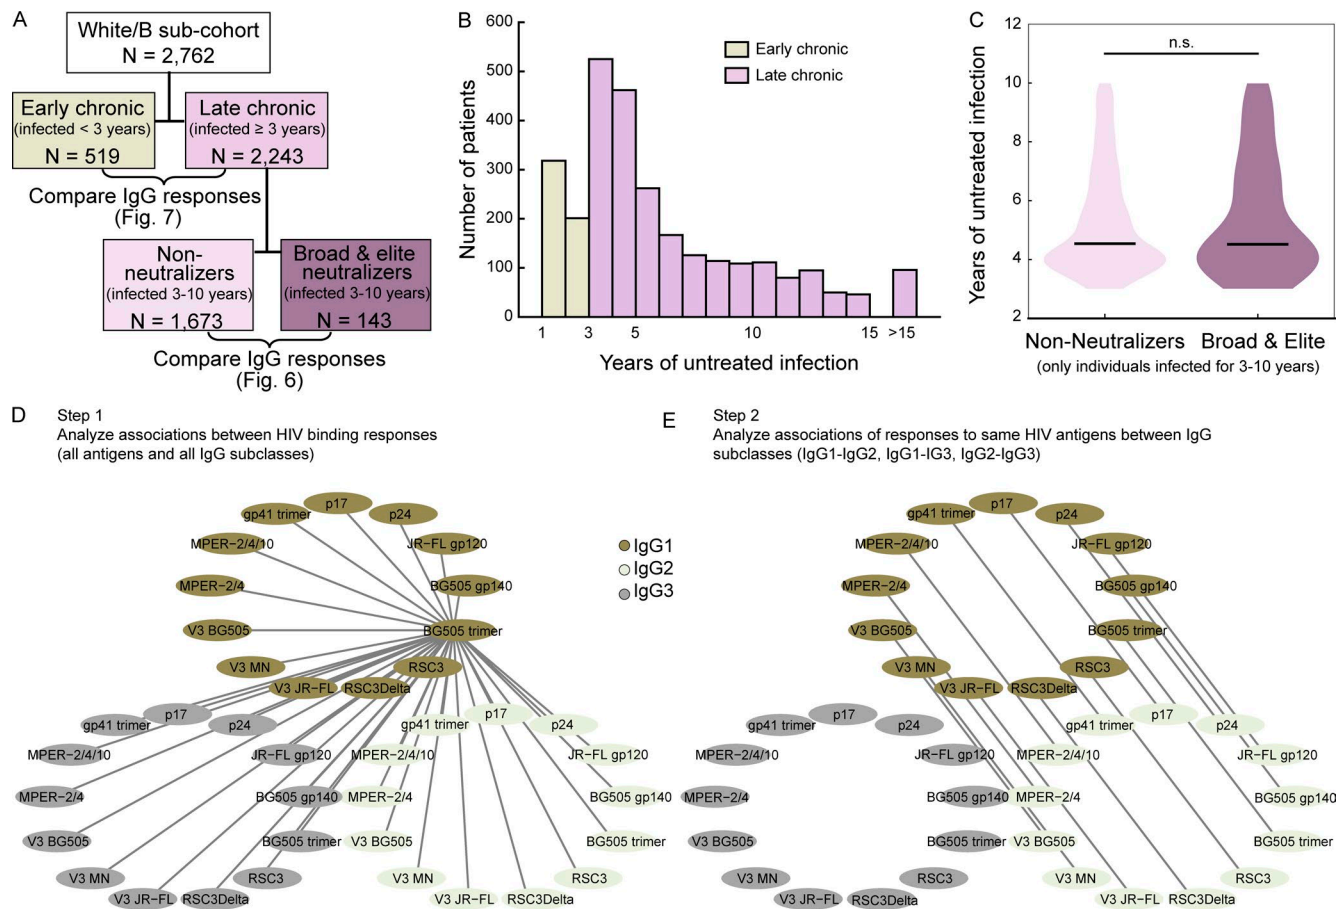 A
White/B sub-cohort
N = 2,762
Early chronic
(infected < 3 years)
N = 519
Late chronic
(infected ≥ 3 years)
N = 2,243
Compare IgG responses
(Fig. 7)
Non-
neutralizers
(infected 3-10 years)
N = 1,673
Broad & elite
neutralizers
(infected 3-10 years)
N = 143
Compare IgG responses
(Fig. 6)
B
Number of patients
600
500
400
300
200
100
0
Early chronic
Late chronic
1
3
5
10
15
>15
Years of untreated infection
C
Years of untreated infection
12
10
8
6
4
2
n.s.
Non-Neutralizers
Broad & Elite
(only individuals infected for 3-10 years)
D
Step 1
Analyze associations between HIV binding responses
(all antigens and all IgG subclasses)
p17
gp41 trimer
p24
MPER−2/4/10
JR−FL gp120
MPER−2/4
BG505 gp140
V3 BG505
BG505 trimer
V3 MN
RSC3
V3 JR−FL
RSC3Delta
p17
gp41 trimer
p24
MPER−2/4/10
JR−FL gp120
MPER−2/4
BG505 gp140
V3 BG505
BG505 trimer
V3 MN
RSC3
V3 JR−FL
RSC3Delta
p17
gp41 trimer
p24
MPER−2/4/10
JR−FL gp120
MPER−2/4
BG505 gp140
V3 BG505
BG505 trimer
V3 MN
RSC3
V3 JR−FL
RSC3Delta
IgG1
IgG2
IgG3
E
Step 2
Analyze associations of responses to same HIV antigens between IgG
subclasses (IgG1-IgG2, IgG1-IG3, IgG2-IgG3)
p17
gp41 trimer
p24
MPER−2/4/10
JR−FL gp120
MPER−2/4
BG505 gp140
V3 BG505
BG505 trimer
V3 MN
RSC3
V3 JR−FL
RSC3Delta
p17
gp41 trimer
p24
MPER−2/4/10
JR−FL gp120
MPER−2/4
BG505 gp140
V3 BG505
BG505 trimer
V3 MN
RSC3
V3 JR−FL
RSC3Delta
p17
gp41 trimer
p24
MPER−2/4/10
JR−FL gp120
MPER−2/4
BG505 gp140
V3 BG505
BG505 trimer
V3 MN
RSC3
V3 JR−FL
RSC3Delta